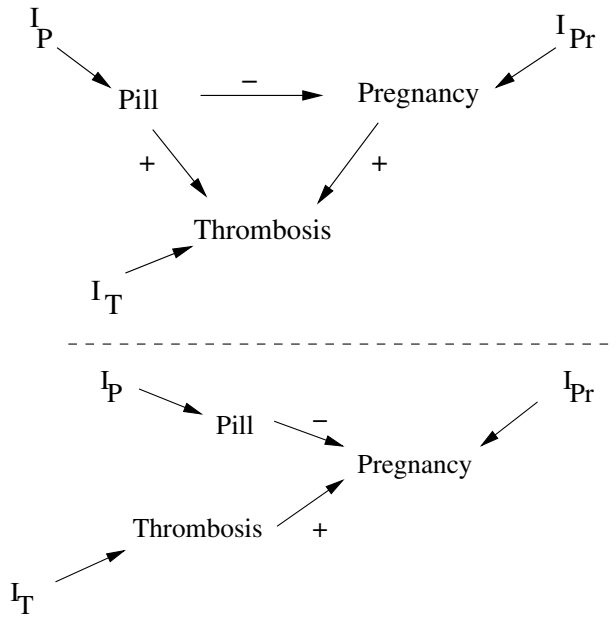 I_P I_Pr
Pill − Pregnancy
+ +
Thrombosis
I_T
I_P I_Pr
Pill −
Pregnancy
Thrombosis +
I_T